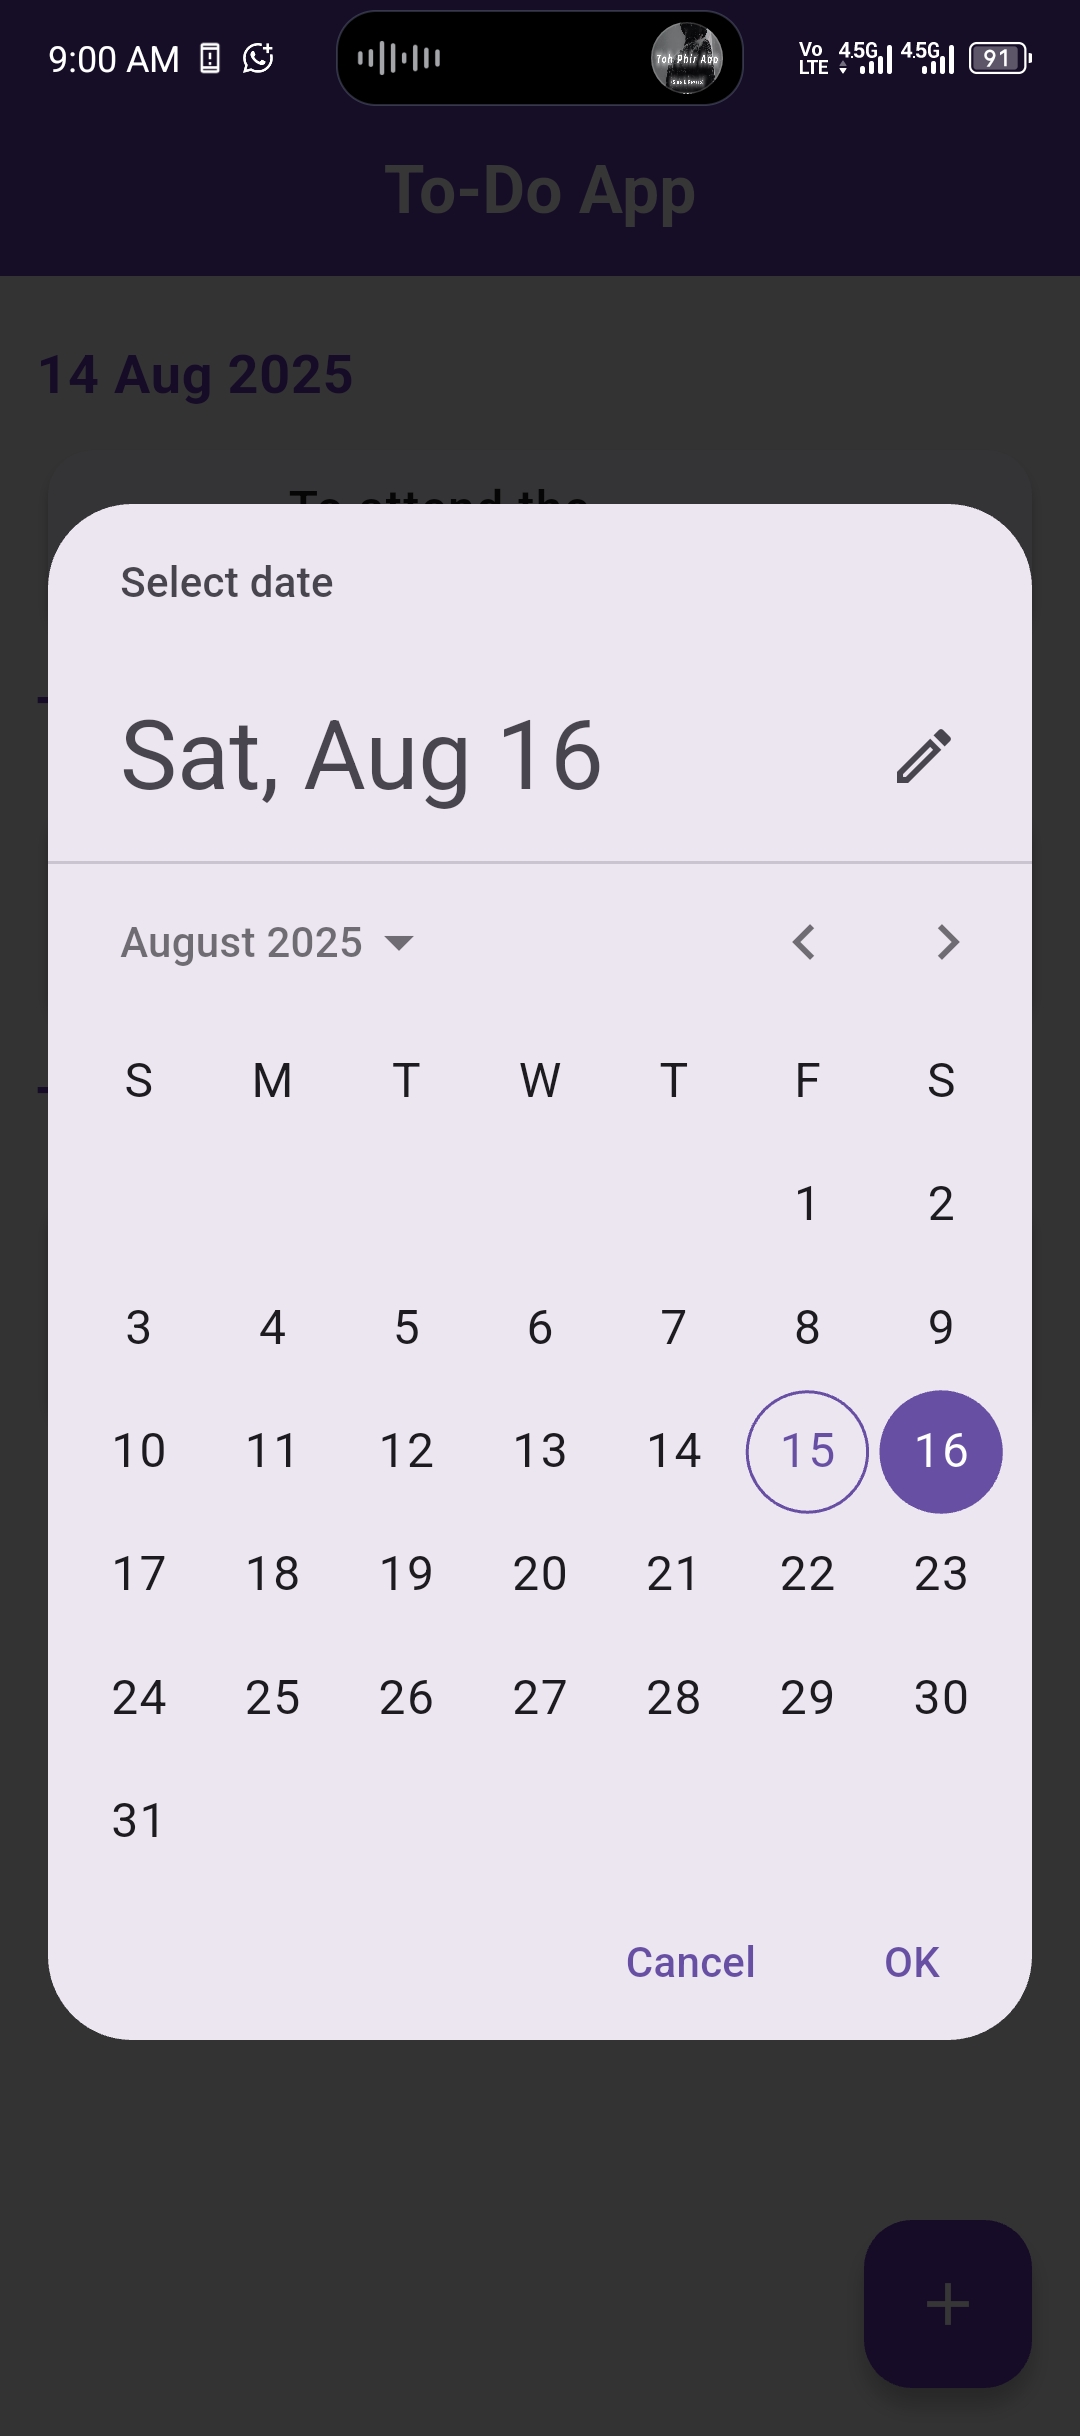 9:00 AM
Toh Phir Aao
Vo LTE 4.5G 4.5G 91
To-Do App
14 Aug 2025
To attend the
Select date
Sat, Aug 16
August 2025
S M T W T F S
1 2
3 4 5 6 7 8 9
10 11 12 13 14 15 16
17 18 19 20 21 22 23
24 25 26 27 28 29 30
31
Cancel OK